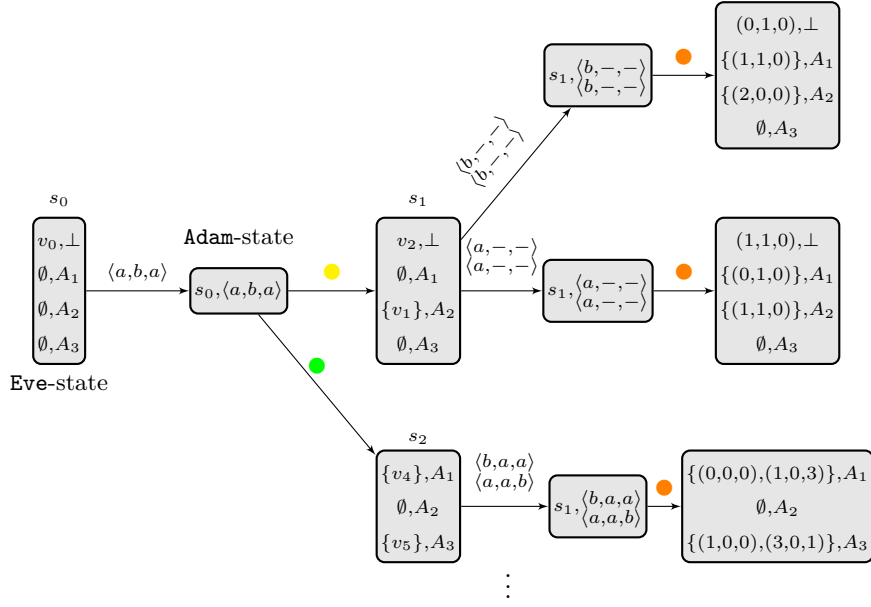 (0,1,0),⊥
{(1,1,0)},A₁
{(2,0,0)},A₂
∅,A₃
s₁,⟨b,−,−⟩
⟨b,−,−⟩
⟨b,−,−⟩
⟨b,−,−⟩
s₀
v₀,⊥
∅,A₁
∅,A₂
∅,A₃
Eve-state
⟨a,b,a⟩
Adam-state
s₀,⟨a,b,a⟩
s₁
v₂,⊥
∅,A₁
{v₁},A₂
∅,A₃
⟨a,−,−⟩
⟨a,−,−⟩
s₁,⟨a,−,−⟩
⟨a,−,−⟩
(1,1,0),⊥
{(0,1,0)},A₁
{(1,1,0)},A₂
∅,A₃
s₂
{v₄},A₁
∅,A₂
{v₅},A₃
⟨b,a,a⟩
⟨a,a,b⟩
s₁,⟨b,a,a⟩
⟨a,a,b⟩
{(0,0,0),(1,0,3)},A₁
∅,A₂
{(1,0,0),(3,0,1)},A₃
⋮